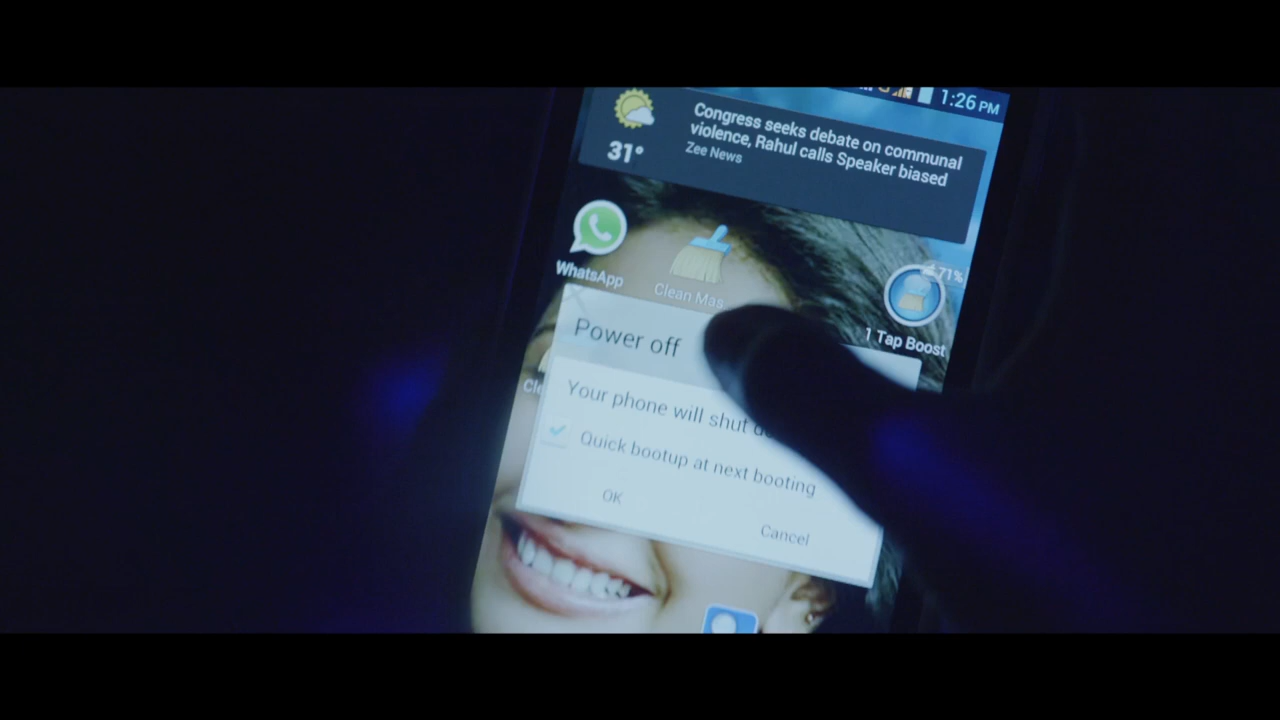 1:26 PM
31°
Congress seeks debate on communal
violence, Rahul calls Speaker biased
Zee News
WhatsApp
Clean Mas
71%
1 Tap Boost
Power off
Your phone will shut
Quick bootup at next booting
OK
Cancel